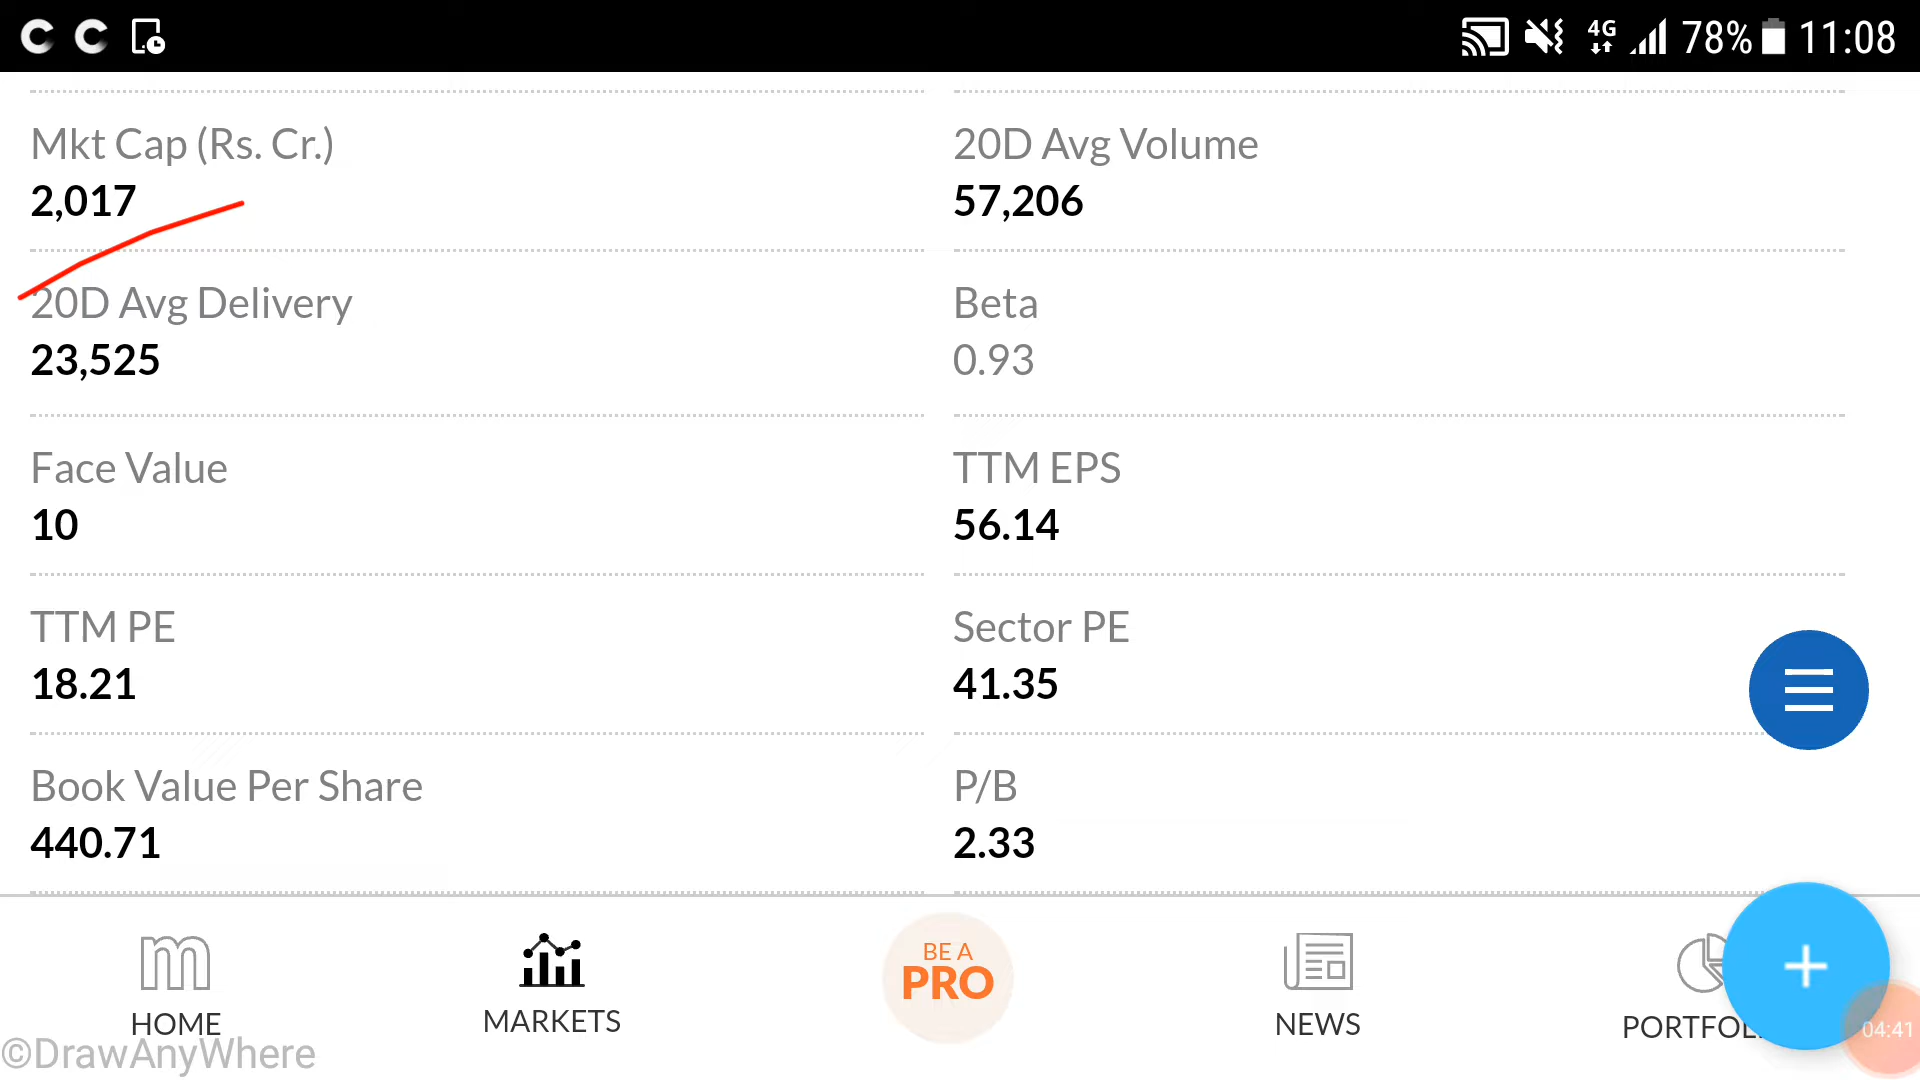 4G 78% 11:08
Mkt Cap (Rs. Cr.)
2,017
20D Avg Volume
57,206
20D Avg Delivery
23,525
Beta
0.93
Face Value
10
TTM EPS
56.14
TTM PE
18.21
Sector PE
41.35
Book Value Per Share
440.71
P/B
2.33
HOME
MARKETS
BE A
PRO
NEWS
04:41
©DrawAnyWhere